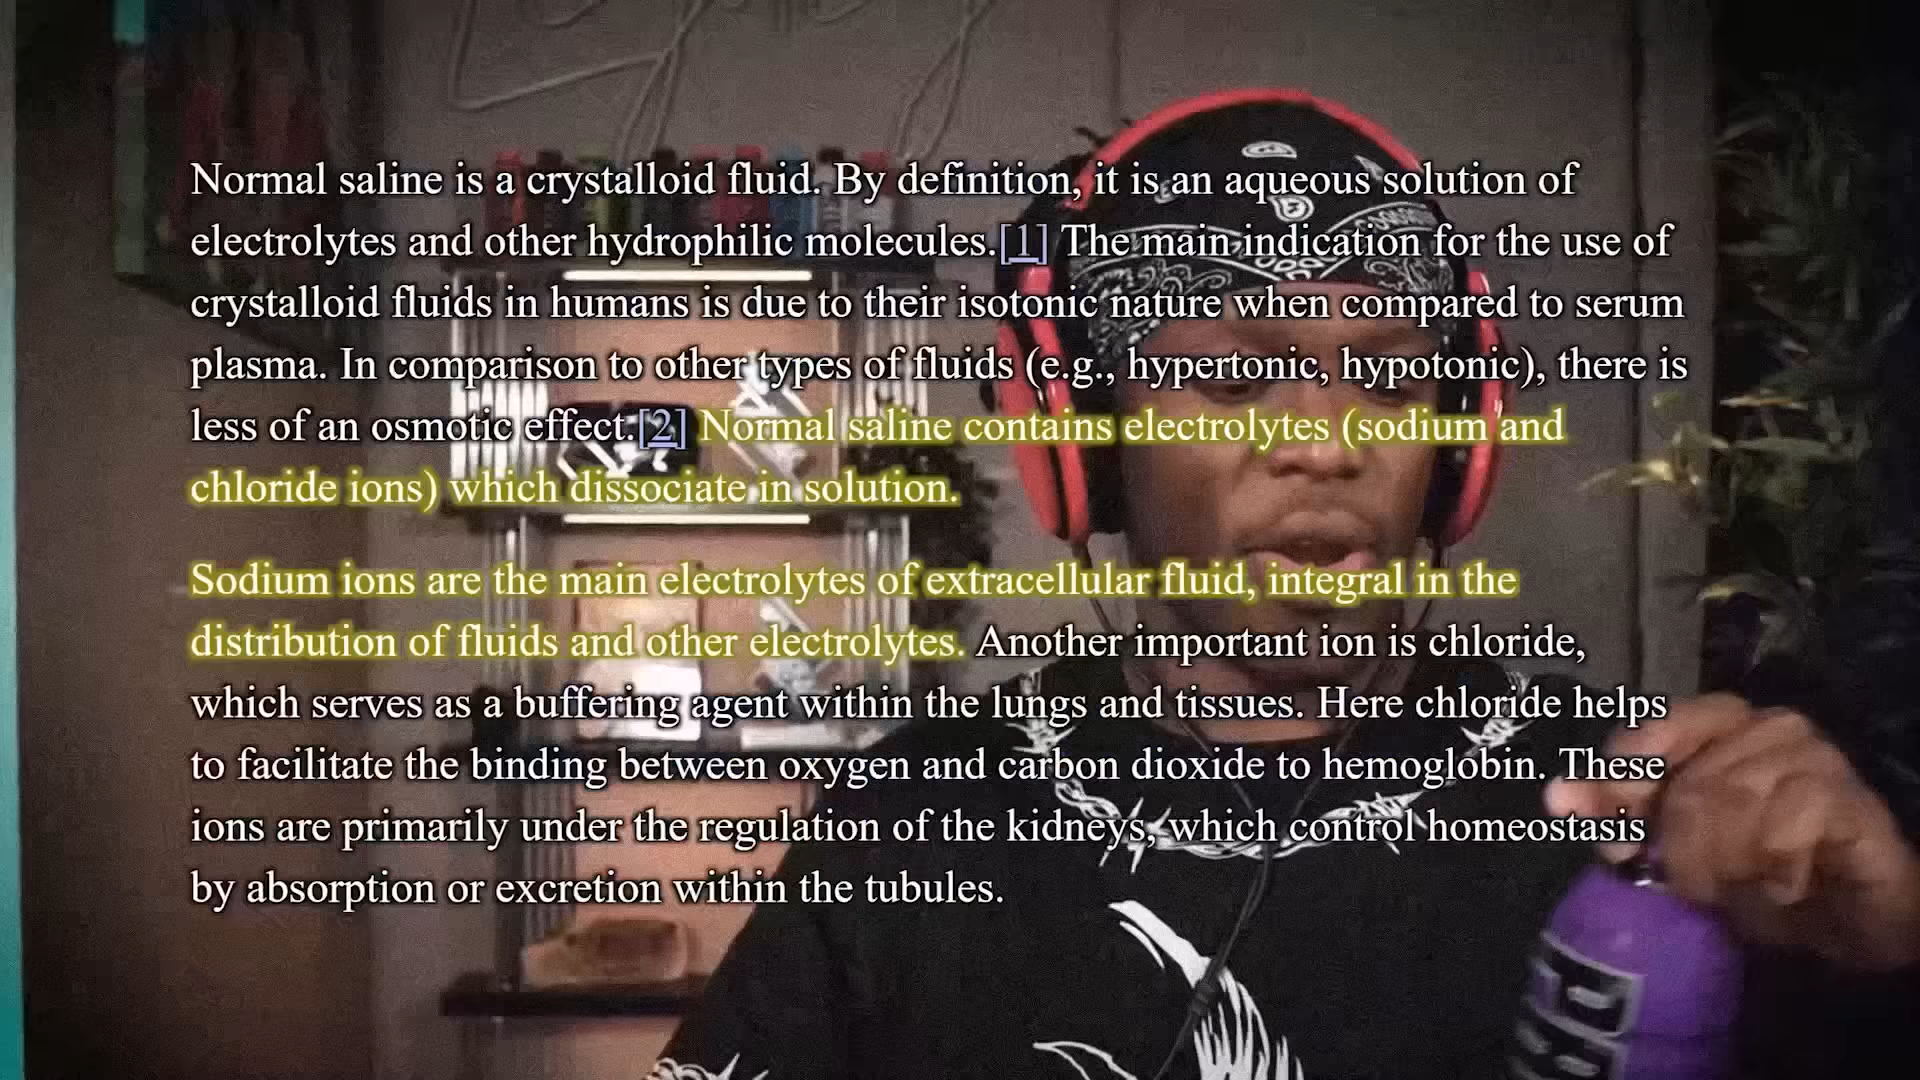 Normal saline is a crystalloid fluid. By definition, it is an aqueous solution of
electrolytes and other hydrophilic molecules.[1] The main indication for the use of
crystalloid fluids in humans is due to their isotonic nature when compared to serum
plasma. In comparison to other types of fluids (e.g., hypertonic, hypotonic), there is
less of an osmotic effect.[2] Normal saline contains electrolytes (sodium and
chloride ions) which dissociate in solution.
Sodium ions are the main electrolytes of extracellular fluid, integral in the
distribution of fluids and other electrolytes. Another important ion is chloride,
which serves as a buffering agent within the lungs and tissues. Here chloride helps
to facilitate the binding between oxygen and carbon dioxide to hemoglobin. These
ions are primarily under the regulation of the kidneys, which control homeostasis
by absorption or excretion within the tubules.